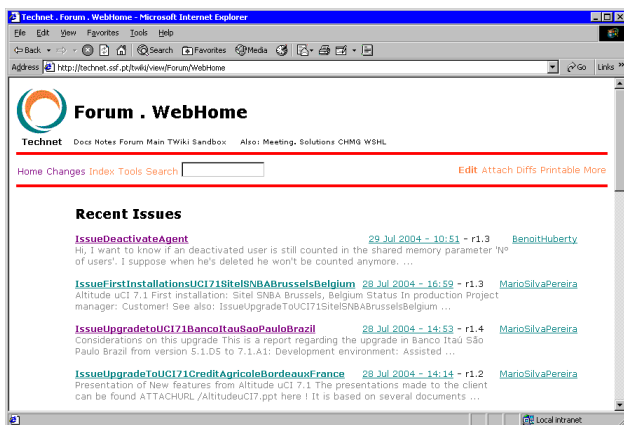 Technet . Forum . WebHome - Microsoft Internet Explorer
File Edit View Favorites Tools Help
Back Search Favorites Media
Address http://technet.ssf.pt/twiki/view/Forum/WebHome Go Links »
Forum . WebHome
Technet Docs Notes Forum Main TWiki Sandbox Also: Meeting. Solutions CHMG WSHL
Home Changes Index Tools Search Edit Attach Diffs Printable More
Recent Issues
IssueDeactivateAgent 29 Jul 2004 - 10:51 - r1.3 BenoitHuberty
Hi, I want to know if an deactivated user is still counted in the shared memory parameter 'Nº
of users'. I suppose when he's deleted he won't be counted anymore. ...
IssueFirstInstallationsUCI71SitelSNBABrusselsBelgium 28 Jul 2004 - 16:59 - r1.3 MarioSilvaPereira
Altitude uCI 7.1 First installation: Sitel SNBA Brussels, Belgium Status In production Project
manager: Customer! See also: IssueUpgradeToUCI71SitelSNBABrusselsBelgium ...
IssueUpgradetoUCI71BancoItauSaoPauloBrazil 28 Jul 2004 - 14:53 - r1.4 MarioSilvaPereira
Considerations on this upgrade This is a report regarding the upgrade in Banco Itaú São
Paulo Brazil from version 5.1.D5 to 7.1.A1: Development environment: Assisted ...
IssueUpgradeToUCI71CreditAgricoleBordeauxFrance 28 Jul 2004 - 14:14 - r1.2 MarioSilvaPereira
Presentation of New features from Altitude uCI 7.1 The presentations made to the client
can be found ATTACHURL /AltitudeuCI7.ppt here ! It is based on several documents ...
Local intranet